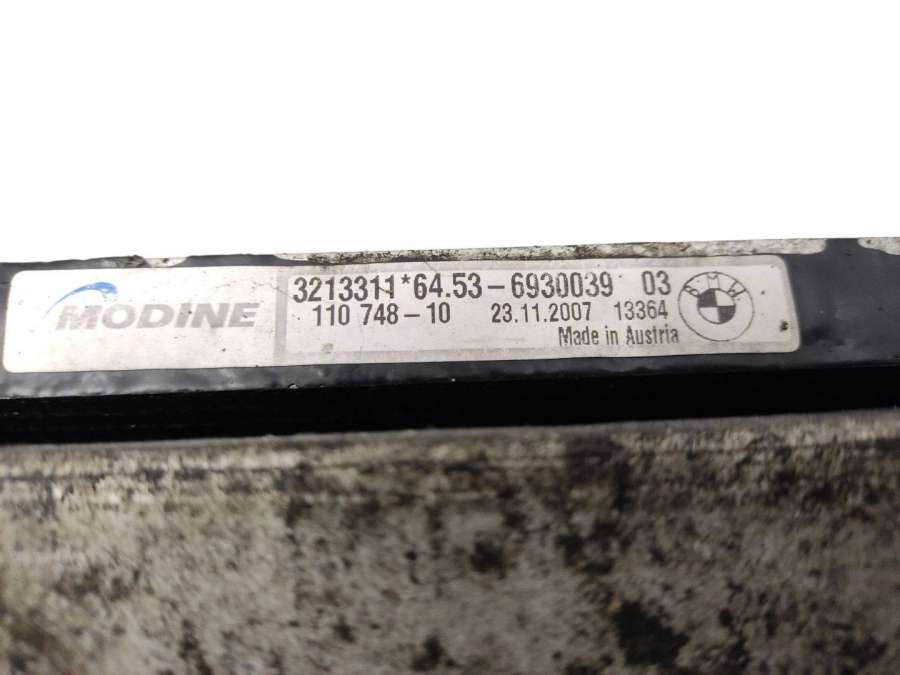 MODINE
3213311*64.53-6930039 03
110 748-10 23.11.2007 13364
Made in Austria
BMW